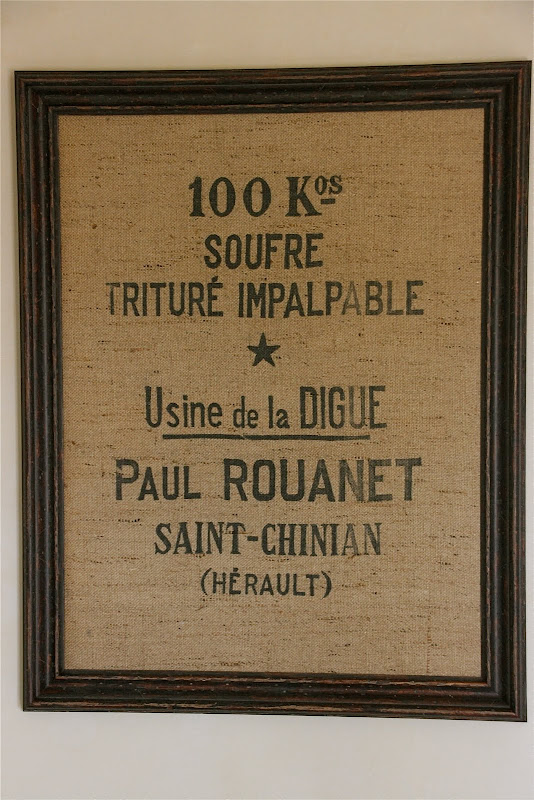 100 Kos
SOUFRE
TRITURÉ IMPALPABLE
★
Usine de la DIGUE
PAUL ROUANET
SAINT-CHINIAN
(HÉRAULT)